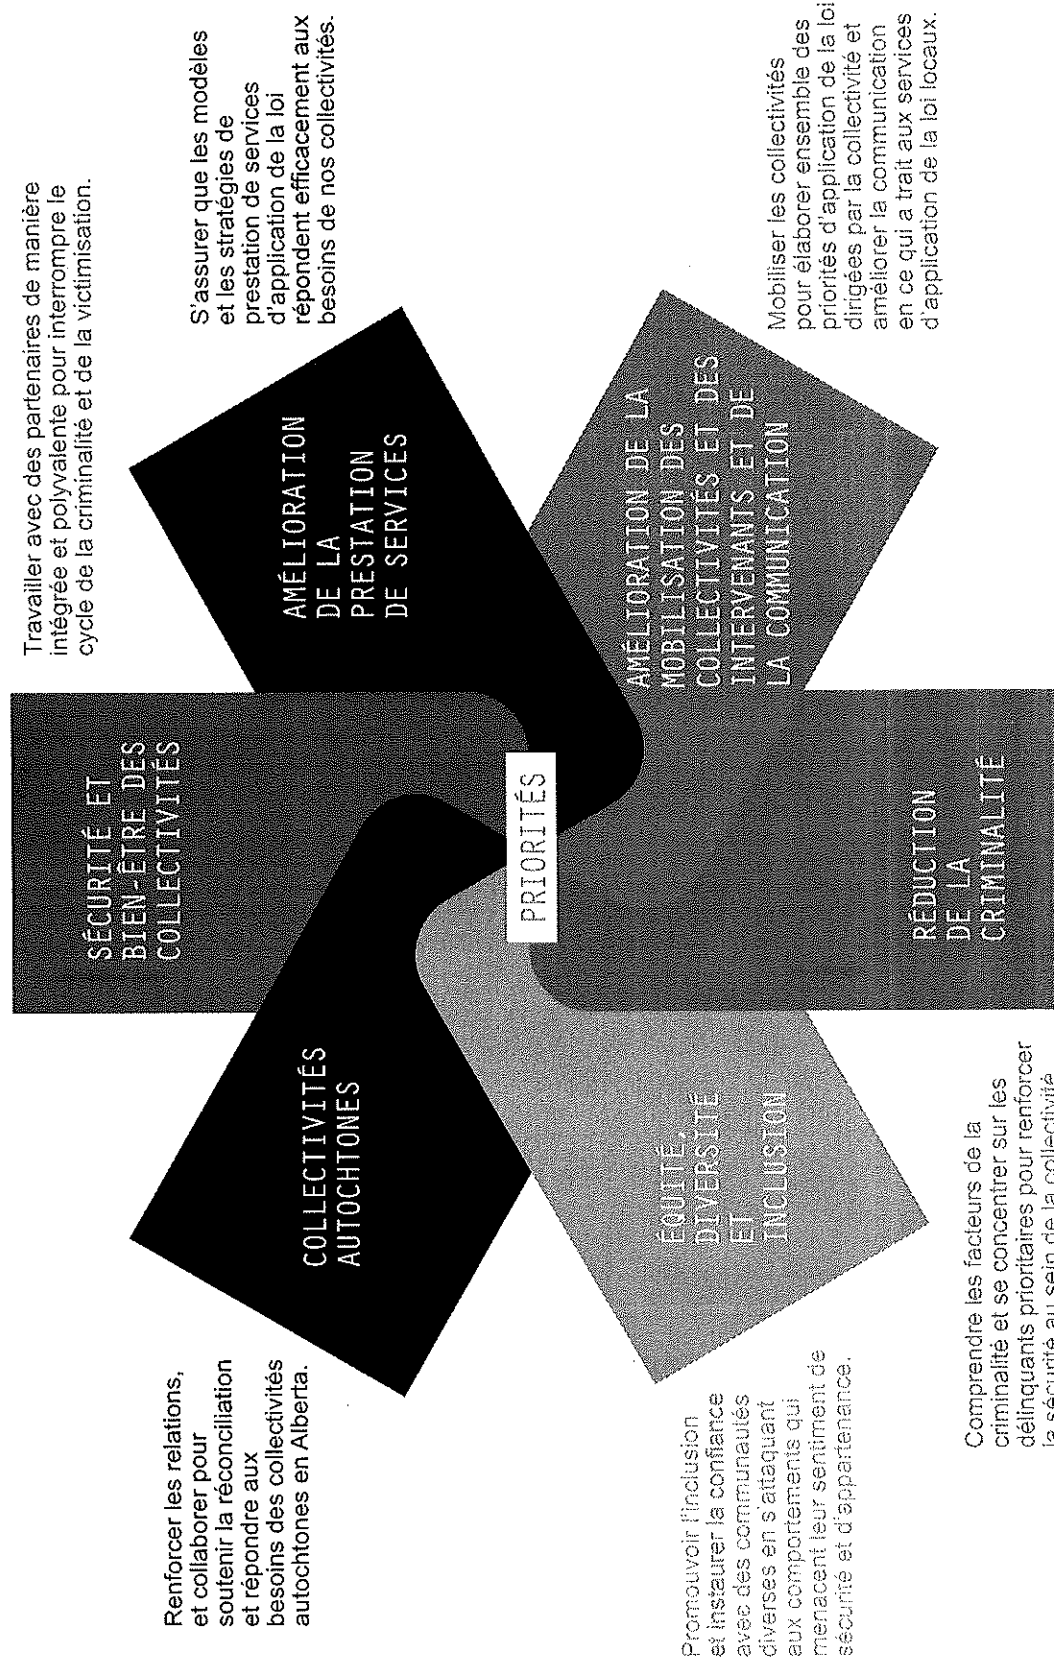 Travailler avec des partenaires de manière
intégrée et polyvalente pour interrompre le
cycle de la criminalité et de la victimisation.
S'assurer que les modèles
et les stratégies de
prestation de services
d'application de la loi
répondent efficacement aux
besoins de nos collectivités.
Mobiliser les collectivités
pour élaborer ensemble des
priorités d'application de la loi
dirigées par la collectivité et
améliorer la communication
en ce qui a trait aux services
d'application de la loi locaux.
SÉCURITÉ ET
BIEN-ÊTRE DES
COLLECTIVITÉS
AMÉLIORATION
DE LA
PRESTATION
DE SERVICES
AMÉLIORATION DE LA
MOBILISATION DES
COLLECTIVITÉS ET DES
INTERVENANTS ET DE
LA COMMUNICATION
PRIORITÉS
COLLECTIVITÉS
AUTOCHTONES
ÉQUITÉ,
DIVERSITÉ
ET
INCLUSION
RÉDUCTION
DE LA
CRIMINALITÉ
Renforcer les relations,
et collaborer pour
soutenir la réconciliation
et répondre aux
besoins des collectivités
autochtones en Alberta.
Promouvoir l'inclusion
et instaurer la confiance
avec des communautés
diverses en s'attaquant
aux comportements qui
menacent leur sentiment de
sécurité et d'appartenance.
Comprendre les facteurs de la
criminalité et se concentrer sur les
délinquants prioritaires pour renforcer
la sécurité au sein de la collectivité